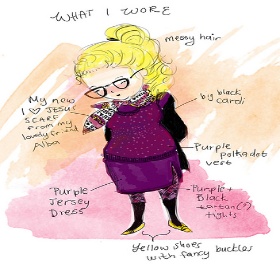 WHAT I WORE
messy hair
My new
I ♡ JESUS
SCARF
from my
lovely friend
Alba
big black
cardi
Purple
polkadot
vest
Purple
Jersey
Dress
Purple +
Black
tartan(?)
tights
Yellow shoes
with fancy buckles